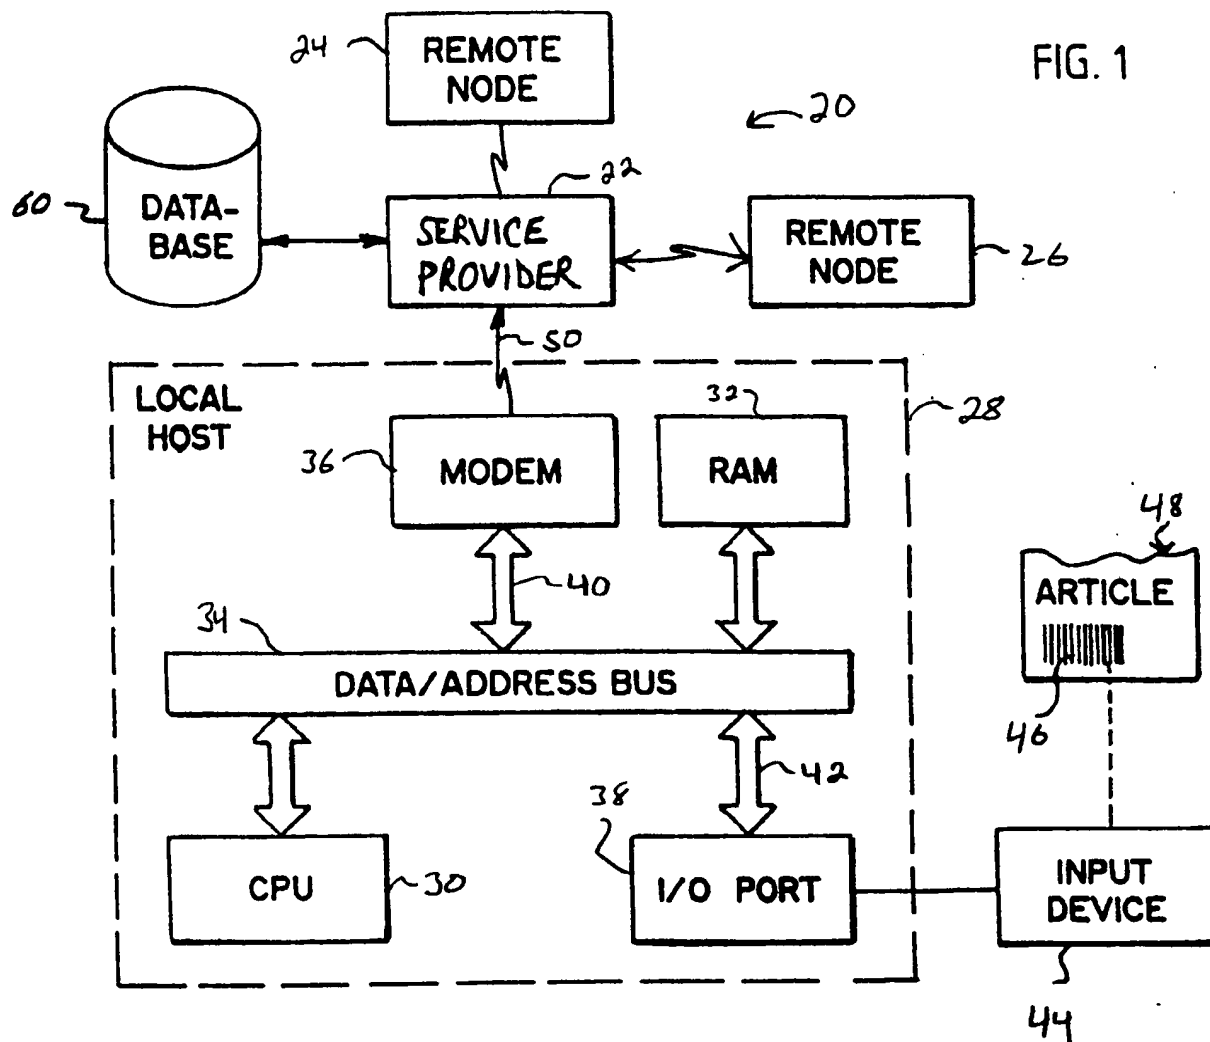 24
REMOTE
NODE
FIG. 1
20
22
60
DATA-
BASE
SERVICE
PROVIDER
REMOTE
NODE
26
50
LOCAL
HOST
28
36
MODEM
32
RAM
40
48
ARTICLE
34
DATA/ADDRESS BUS
46
42
38
CPU
30
I/O PORT
INPUT
DEVICE
44